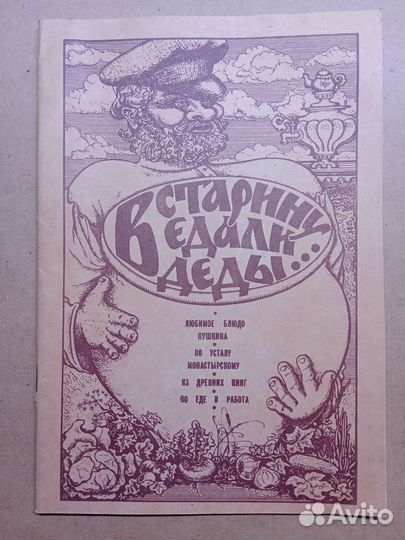 В СТАРИНУ
ЕДАЛИ
ДЕДЫ...
ЛЮБИМОЕ БЛЮДО
ПУШКИНА
ПО УСТАВУ
МОНАСТЫРСКОМУ
ИЗ ДРЕВНИХ КНИГ
ПО ЕДЕ И РАБОТА
Avito